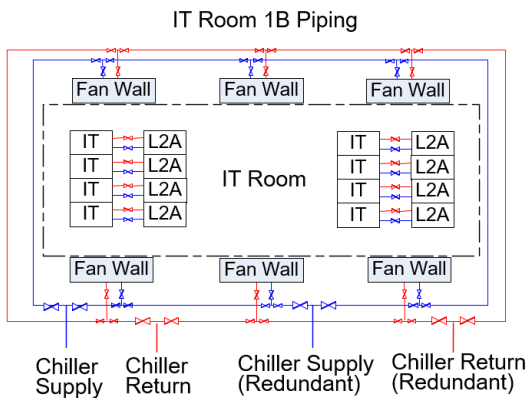 IT Room 1B Piping
Fan Wall Fan Wall Fan Wall
IT L2A IT L2A
IT L2A IT L2A
IT L2A IT L2A
IT L2A IT L2A
IT Room
Fan Wall Fan Wall Fan Wall
Chiller Supply
Chiller Return
Chiller Supply (Redundant)
Chiller Return (Redundant)